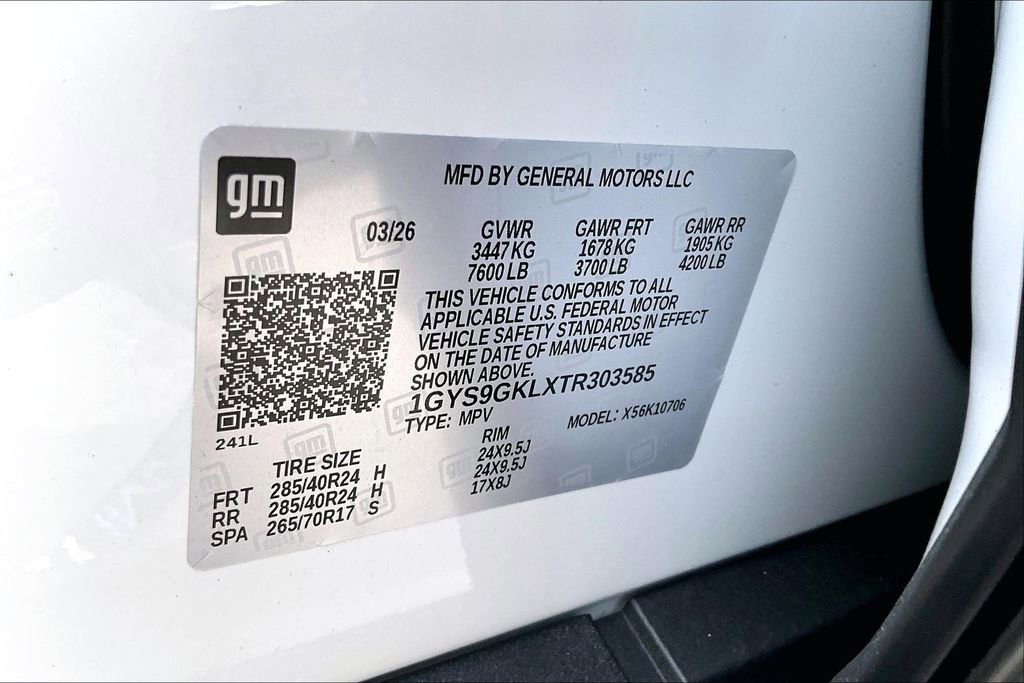 gm
MFD BY GENERAL MOTORS LLC
03/26 GVWR GAWR FRT GAWR RR
3447 KG 1678 KG 1905 KG
7600 LB 3700 LB 4200 LB
THIS VEHICLE CONFORMS TO ALL
APPLICABLE U.S. FEDERAL MOTOR
VEHICLE SAFETY STANDARDS IN EFFECT
ON THE DATE OF MANUFACTURE
SHOWN ABOVE.
1GYS9GKLXTR303585
TYPE: MPV MODEL: X56K10706
241L
TIRE SIZE RIM
FRT 285/40R24 H 24X9.5J
RR 285/40R24 H 24X9.5J
SPA 265/70R17 S 17X8J